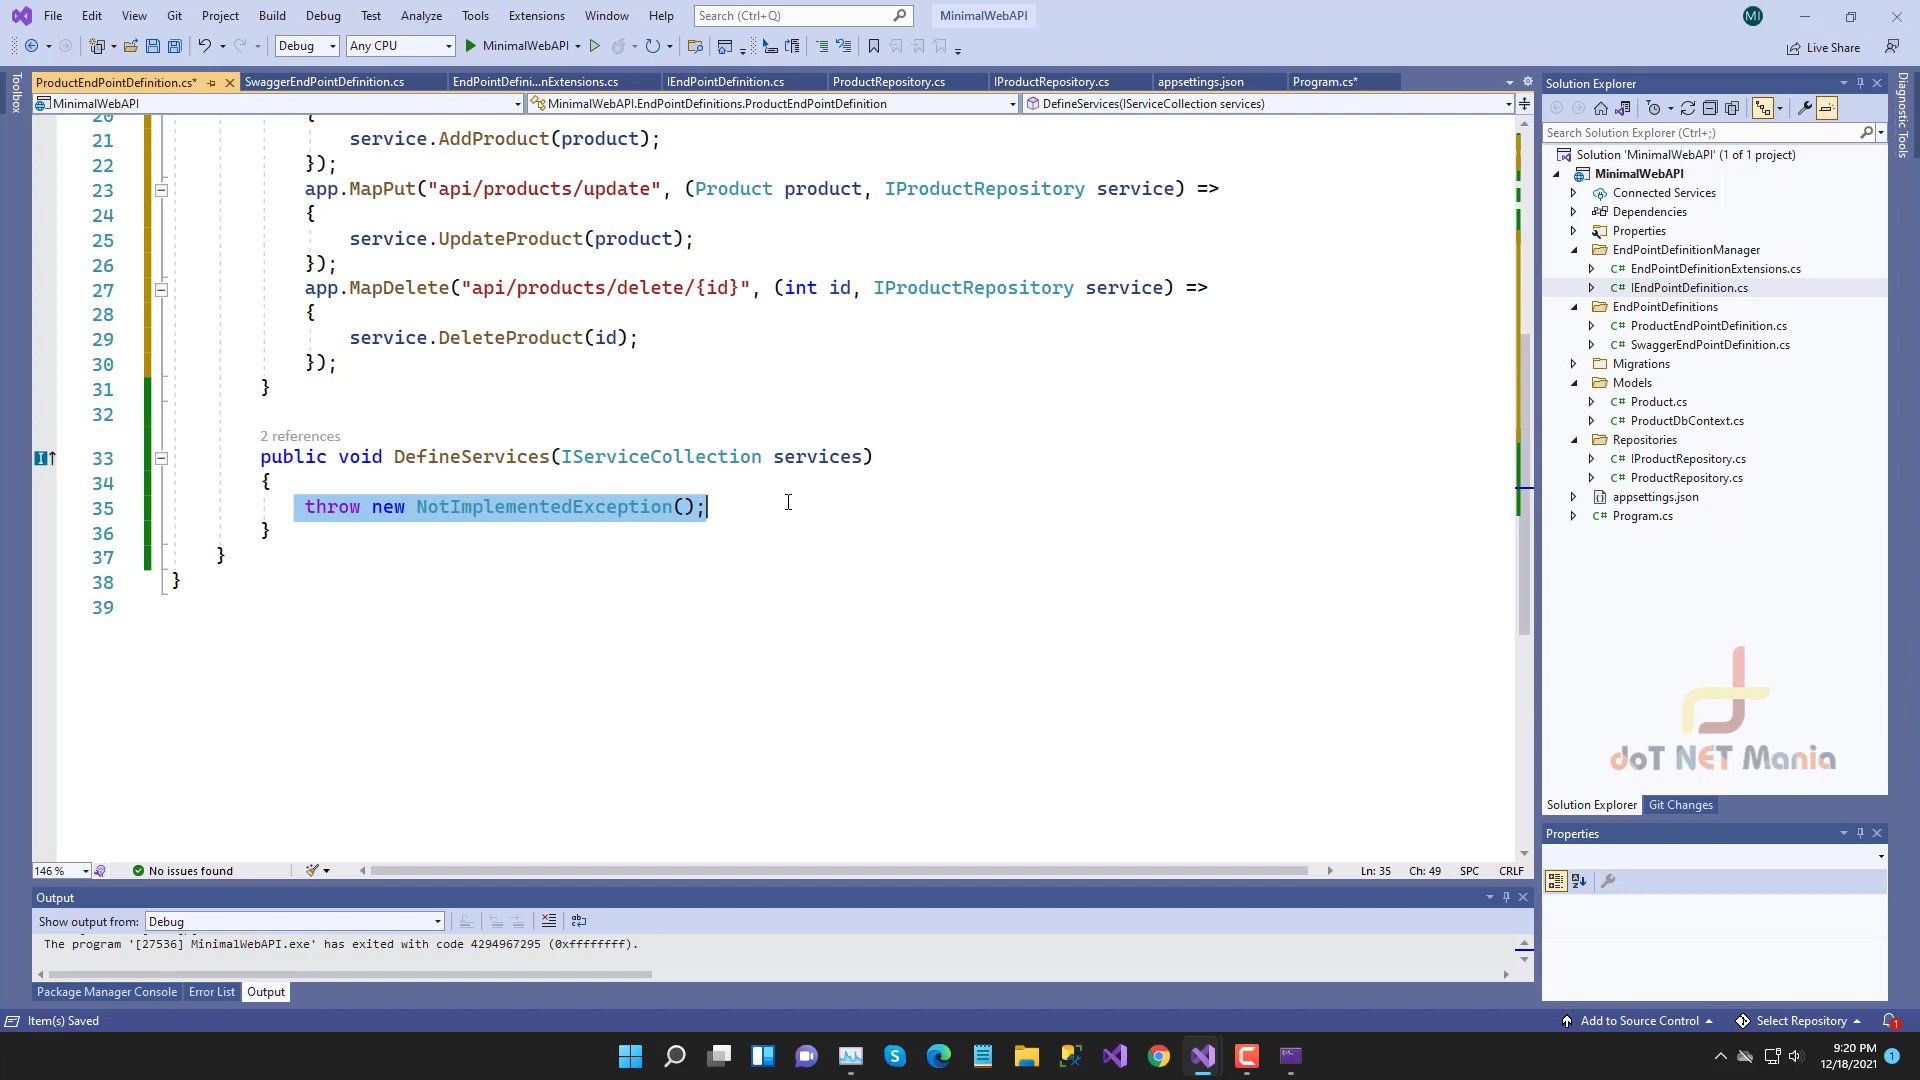 File Edit View Git Project Build Debug Test Analyze Tools Extensions Window Help Search (Ctrl+Q) MinimalWebAPI MI
Debug Any CPU MinimalWebAPI Live Share
ProductEndPointDefinition.cs* SwaggerEndPointDefinition.cs EndPointDefini...nExtensions.cs IEndPointDefinition.cs ProductRepository.cs IProductRepository.cs appsettings.json Program.cs*
MinimalWebAPI MinimalWebAPI.EndPointDefinitions.ProductEndPointDefinition DefineServices(IServiceCollection services)
Toolbox
20 {
21 service.AddProduct(product);
22 });
23 app.MapPut("api/products/update", (Product product, IProductRepository service) =>
24 {
25 service.UpdateProduct(product);
26 });
27 app.MapDelete("api/products/delete/{id}", (int id, IProductRepository service) =>
28 {
29 service.DeleteProduct(id);
30 });
31 }
32
2 references
33 public void DefineServices(IServiceCollection services)
34 {
35 throw new NotImplementedException();
36 }
37 }
38 }
39
146 % No issues found Ln: 35 Ch: 49 SPC CRLF
Output
Show output from: Debug
The program '[27536] MinimalWebAPI.exe' has exited with code 4294967295 (0xffffffff).
Package Manager Console Error List Output
Solution Explorer
Search Solution Explorer (Ctrl+;)
Solution 'MinimalWebAPI' (1 of 1 project)
MinimalWebAPI
Connected Services
Dependencies
Properties
EndPointDefinitionManager
C# EndPointDefinitionExtensions.cs
C# IEndPointDefinition.cs
EndPointDefinitions
C# ProductEndPointDefinition.cs
C# SwaggerEndPointDefinition.cs
Migrations
Models
C# Product.cs
C# ProductDbContext.cs
Repositories
C# IProductRepository.cs
C# ProductRepository.cs
appsettings.json
C# Program.cs
doT NET Mania
Solution Explorer Git Changes
Properties
Diagnostic Tools
Item(s) Saved Add to Source Control Select Repository 1
9:20 PM
12/18/2021 1